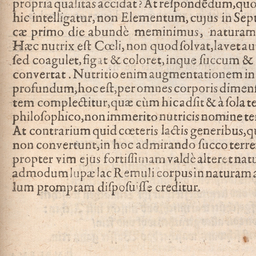 propria qualitas accidat? At respondēdum, quo
hic intelligatur, non Elementum, cujus in Sept
cæ primo die abundè meminimus, naturam
Hæc nutrix est Cœli, non quod solvat, lavet au
sed coagulet, figat & coloret, inque succum &
convertat. Nutritio enim augmentationem in
profundum, hoc est, per omnes corporis dimen
tem complectitur, quæ cùm hic adsit & à sola te
philosophico, non immerito nutricis nomine te
At contrarium quid cœteris lactis generibus, qu
non convertunt, in hoc admirando succo terre
propter vim ejus fortissimam valdè alteret natu
admodum lupæ lac Remuli corpus in naturam a
lum promptam disposuisse creditur.